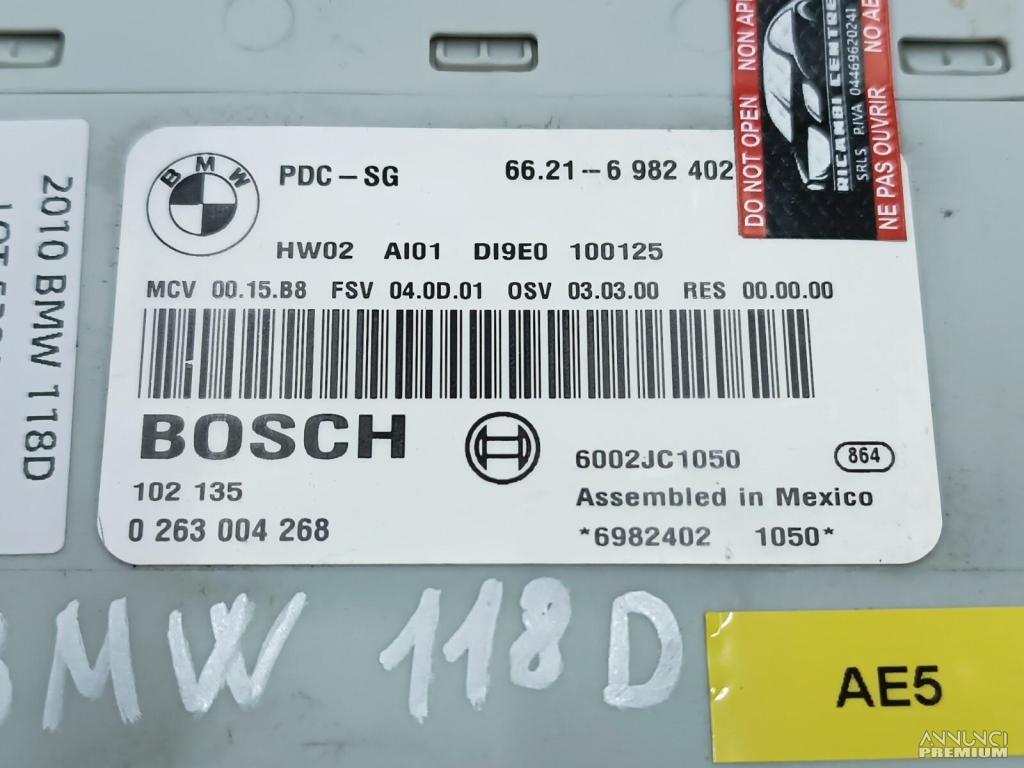 BMW
PDC-SG 66.21-6 982 402
HW02 AI01 DI9E0 100125
MCV 00.15.B8 FSV 04.0D.01 OSV 03.03.00 RES 00.00.00
BOSCH
6002JC1050 864
102 135
Assembled in Mexico
0 263 004 268
*6982402 1050*
DO NOT OPEN NON
RICAMBI CENTRE
SRLS P.IVA 04469620241
NE PAS OUVRIR NO
2010 BMW 118D
BMW 118D
AE5
ANNUNCI
PREMIUM